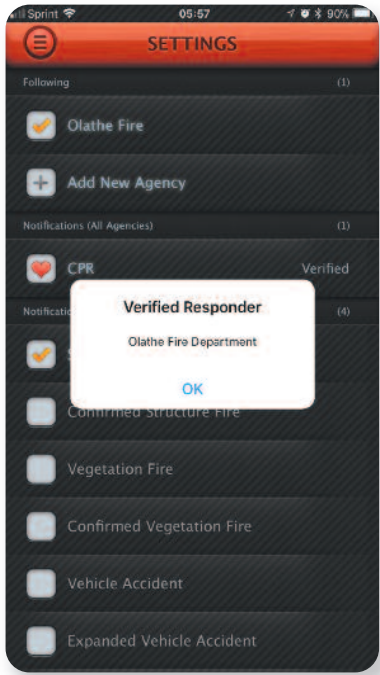 Sprint 05:57 90%
SETTINGS
Following (1)
Olathe Fire
Add New Agency
Notifications (All Agencies) (1)
CPR Verified
Notificatio (4)
Verified Responder
Olathe Fire Department
OK
S
Confirmed Structure Fire
Vegetation Fire
Confirmed Vegetation Fire
Vehicle Accident
Expanded Vehicle Accident